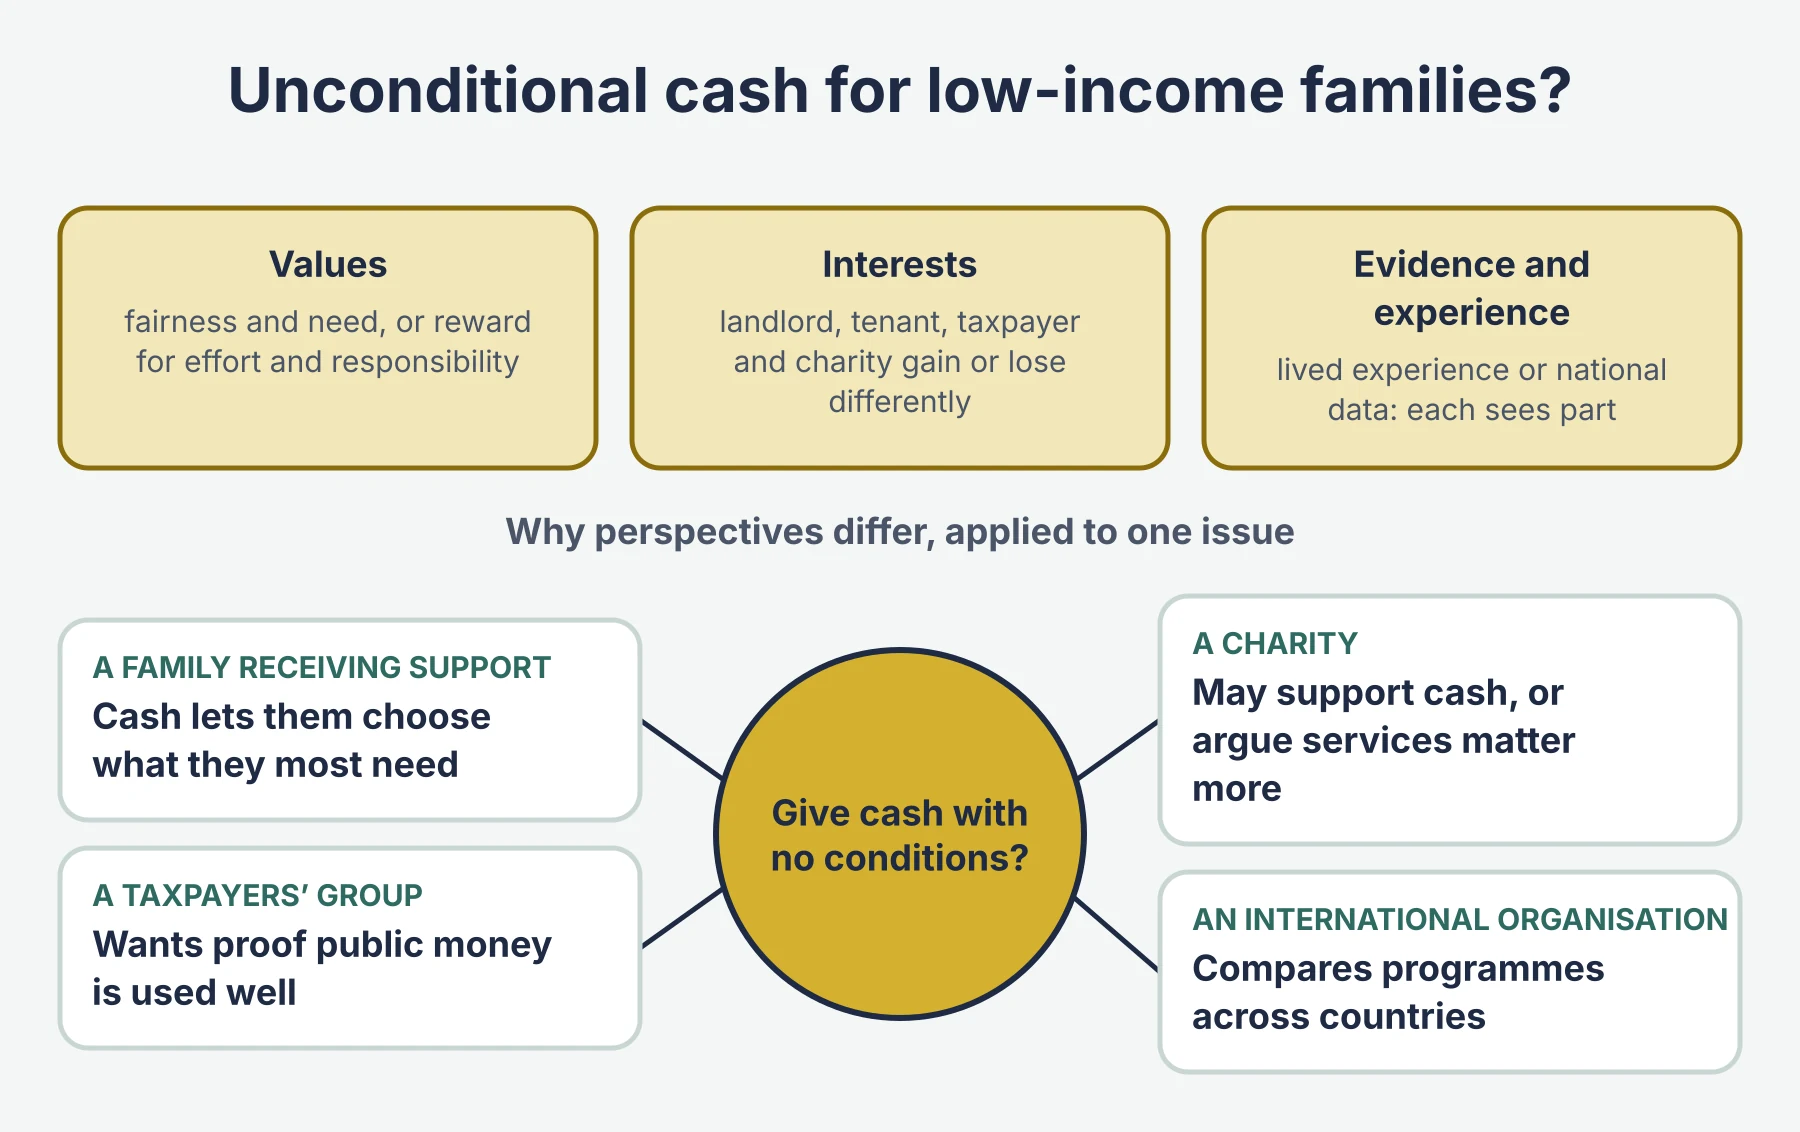 Unconditional cash for low-income families?
Values
fairness and need, or reward
for effort and responsibility
Interests
landlord, tenant, taxpayer
and charity gain or lose
differently
Evidence and
experience
lived experience or national
data: each sees part
Why perspectives differ, applied to one issue
A FAMILY RECEIVING SUPPORT
Cash lets them choose
what they most need
A TAXPAYERS’ GROUP
Wants proof public money
is used well
Give cash with
no conditions?
A CHARITY
May support cash, or
argue services matter
more
AN INTERNATIONAL ORGANISATION
Compares programmes
across countries